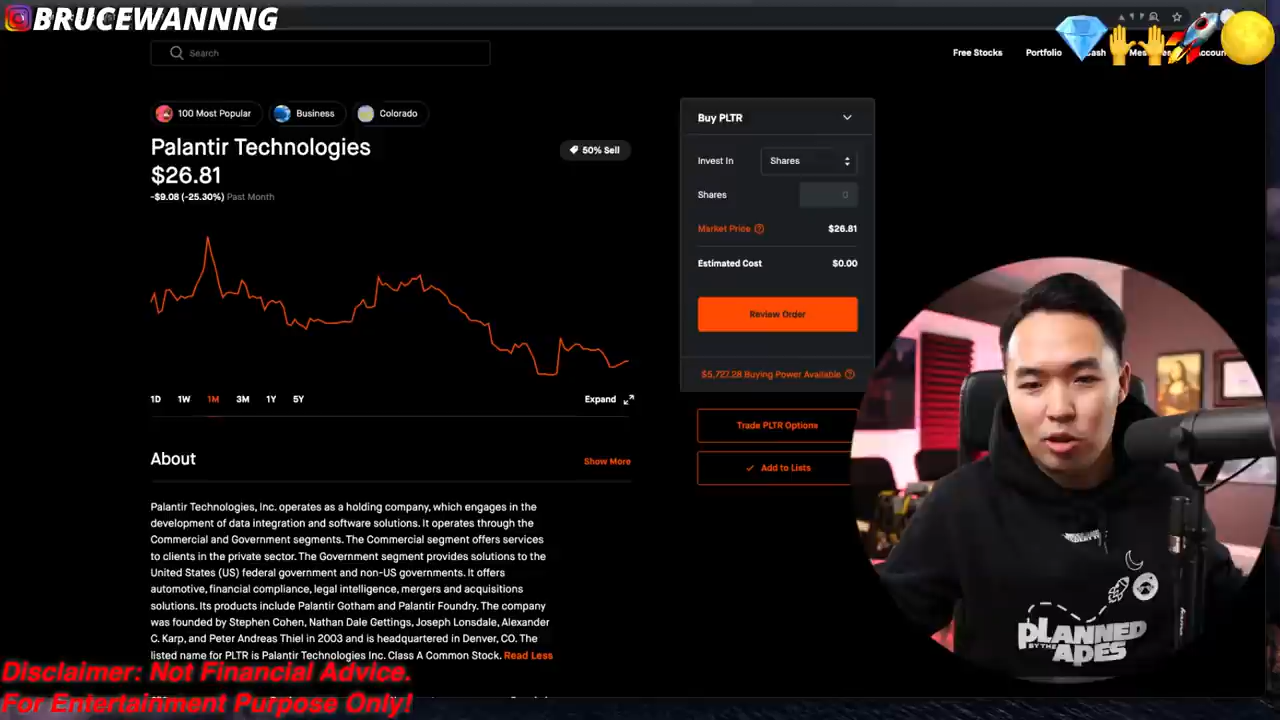 BRUCEWANNNG
Search
Free Stocks
Portfolio
Cash
100 Most Popular
Business
Colorado
Palantir Technologies
$26.81
-$9.08 (-25.30%) Past Month
50% Sell
Buy PLTR
Invest In
Shares
Shares
0
Market Price
$26.81
Estimated Cost
$0.00
Review Order
$5,727.28 Buying Power Available
1D
1W
1M
3M
1Y
5Y
Expand
Trade PLTR Options
Add to Lists
About
Show More
Palantir Technologies, Inc. operates as a holding company, which engages in the
development of data integration and software solutions. It operates through the
Commercial and Government segments. The Commercial segment offers services
to clients in the private sector. The Government segment provides solutions to the
United States (US) federal government and non-US governments. It offers
automotive, financial compliance, legal intelligence, mergers and acquisitions
solutions. Its products include Palantir Gotham and Palantir Foundry. The company
was founded by Stephen Cohen, Nathan Dale Gettings, Joseph Lonsdale, Alexander
C. Karp, and Peter Andreas Thiel in 2003 and is headquartered in Denver, CO. The
listed name for PLTR is Palantir Technologies Inc. Class A Common Stock. Read Less
Disclaimer: Not Financial Advice.
For Entertainment Purpose Only!
PLANNED
BY THE APES